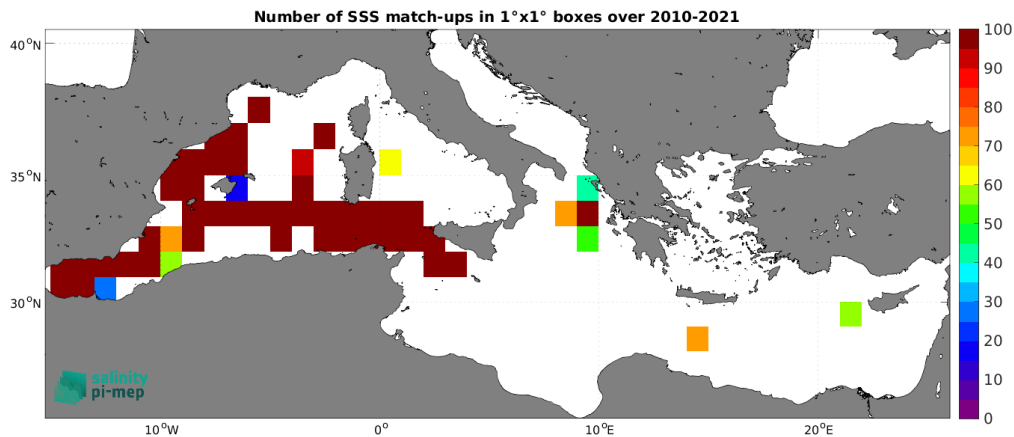 Number of SSS match-ups in 1°x1° boxes over 2010-2021
40°N
35°N
30°N
10°W
0°
10°E
20°E
100
90
80
70
60
50
40
30
20
10
0
salinity
pi-mep